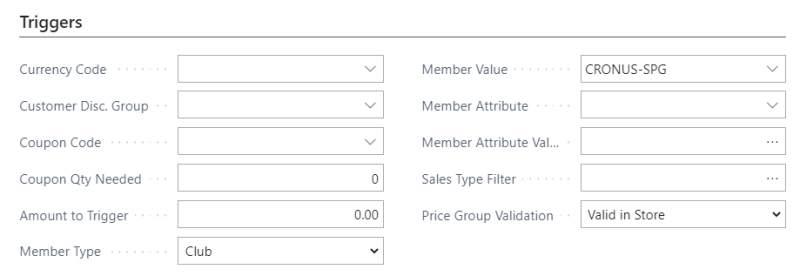 Triggers
Currency Code
Customer Disc. Group
Coupon Code
Coupon Qty Needed 0
Amount to Trigger 0.00
Member Type Club
Member Value CRONUS-SPG
Member Attribute
Member Attribute Val...
Sales Type Filter
Price Group Validation Valid in Store